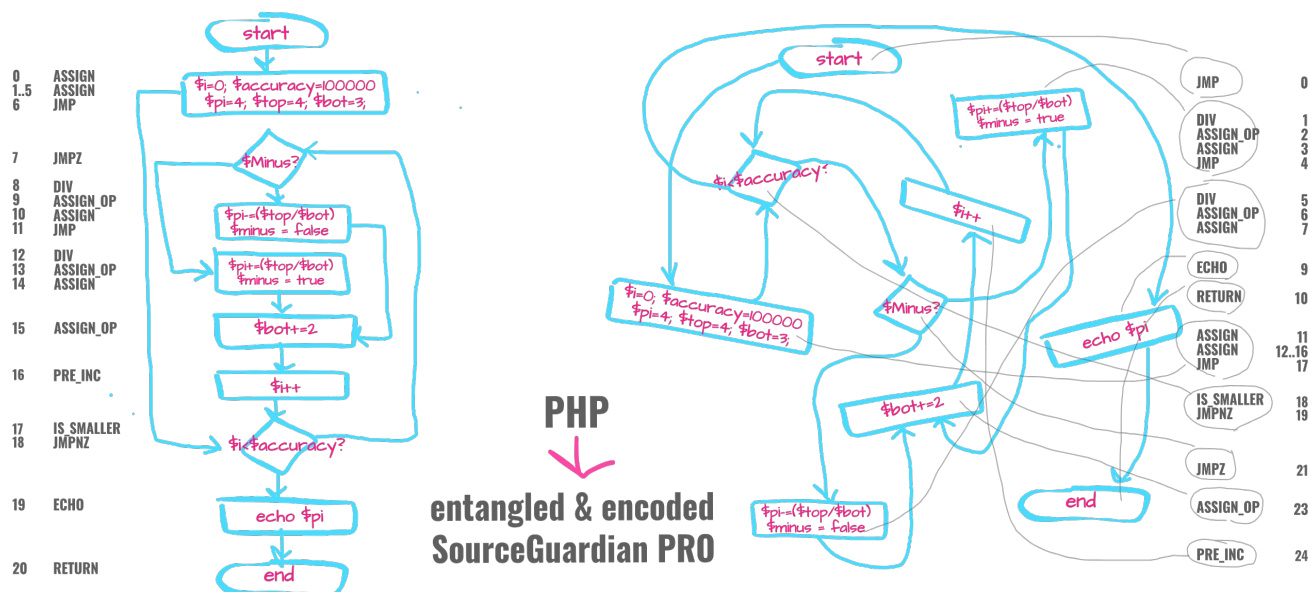 start
0 ASSIGN
1..5 ASSIGN
6 JMP
$i=0; $accuracy=100000
$pi=4; $top=4; $bot=3;
7 JMPZ
$Minus?
8 DIV
9 ASSIGN_OP
10 ASSIGN
11 JMP
$pi-=($top/$bot)
$minus = false
12 DIV
13 ASSIGN_OP
14 ASSIGN
$pi+=($top/$bot)
$minus = true
15 ASSIGN_OP
$bot+=2
16 PRE_INC
$i++
17 IS_SMALLER
18 JMPNZ
$i<$accuracy?
19 ECHO
echo $pi
20 RETURN
end
PHP
entangled & encoded
SourceGuardian PRO
start
$pi+=($top/$bot)
$minus = true
$i<$accuracy?
$i++
$i=0; $accuracy=100000
$pi=4; $top=4; $bot=3;
$Minus?
echo $pi
$bot+=2
$pi-=($top/$bot)
$minus = false
end
JMP 0
DIV 1
ASSIGN_OP 2
ASSIGN 3
JMP 4
DIV 5
ASSIGN_OP 6
ASSIGN 7
ECHO 9
RETURN 10
ASSIGN 11
ASSIGN 12..16
JMP 17
IS_SMALLER 18
JMPNZ 19
JMPZ 21
ASSIGN_OP 23
PRE_INC 24